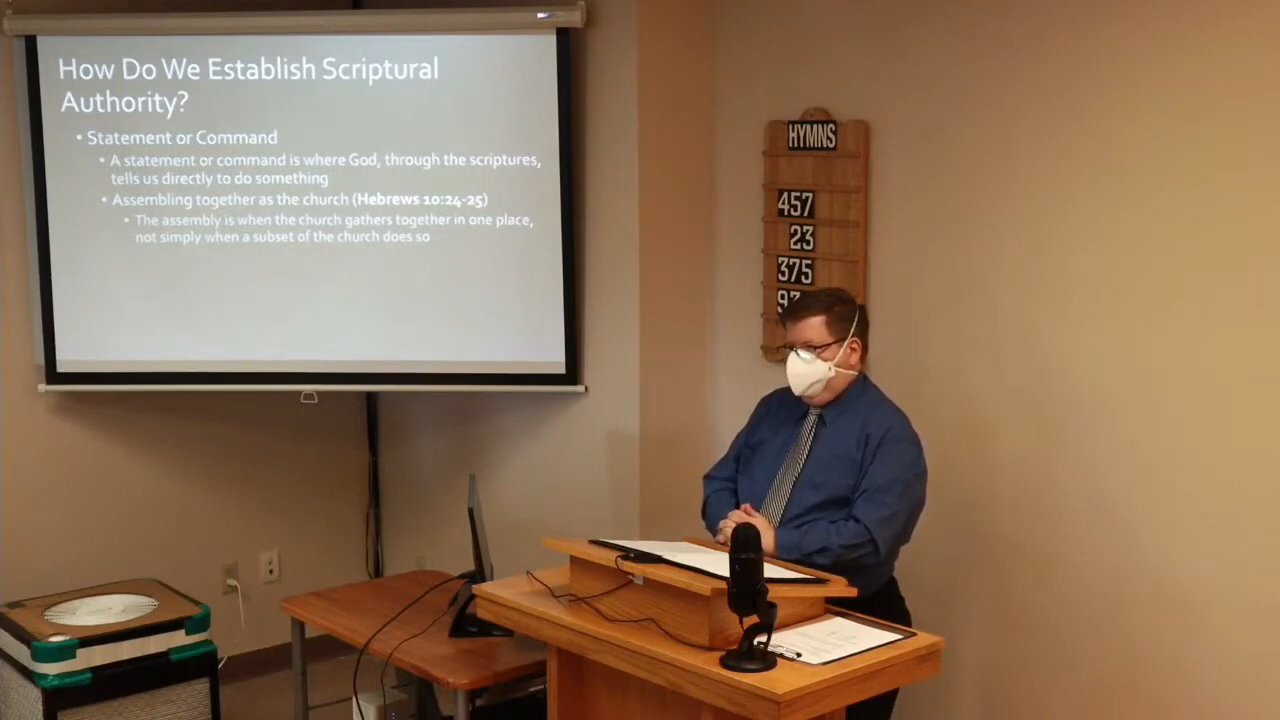 How Do We Establish Scriptural
Authority?
• Statement or Command
• A statement or command is where God, through the scriptures,
tells us directly to do something
• Assembling together as the church (Hebrews 10:24-25)
• The assembly is when the church gathers together in one place,
not simply when a subset of the church does so
HYMNS
457
23
375